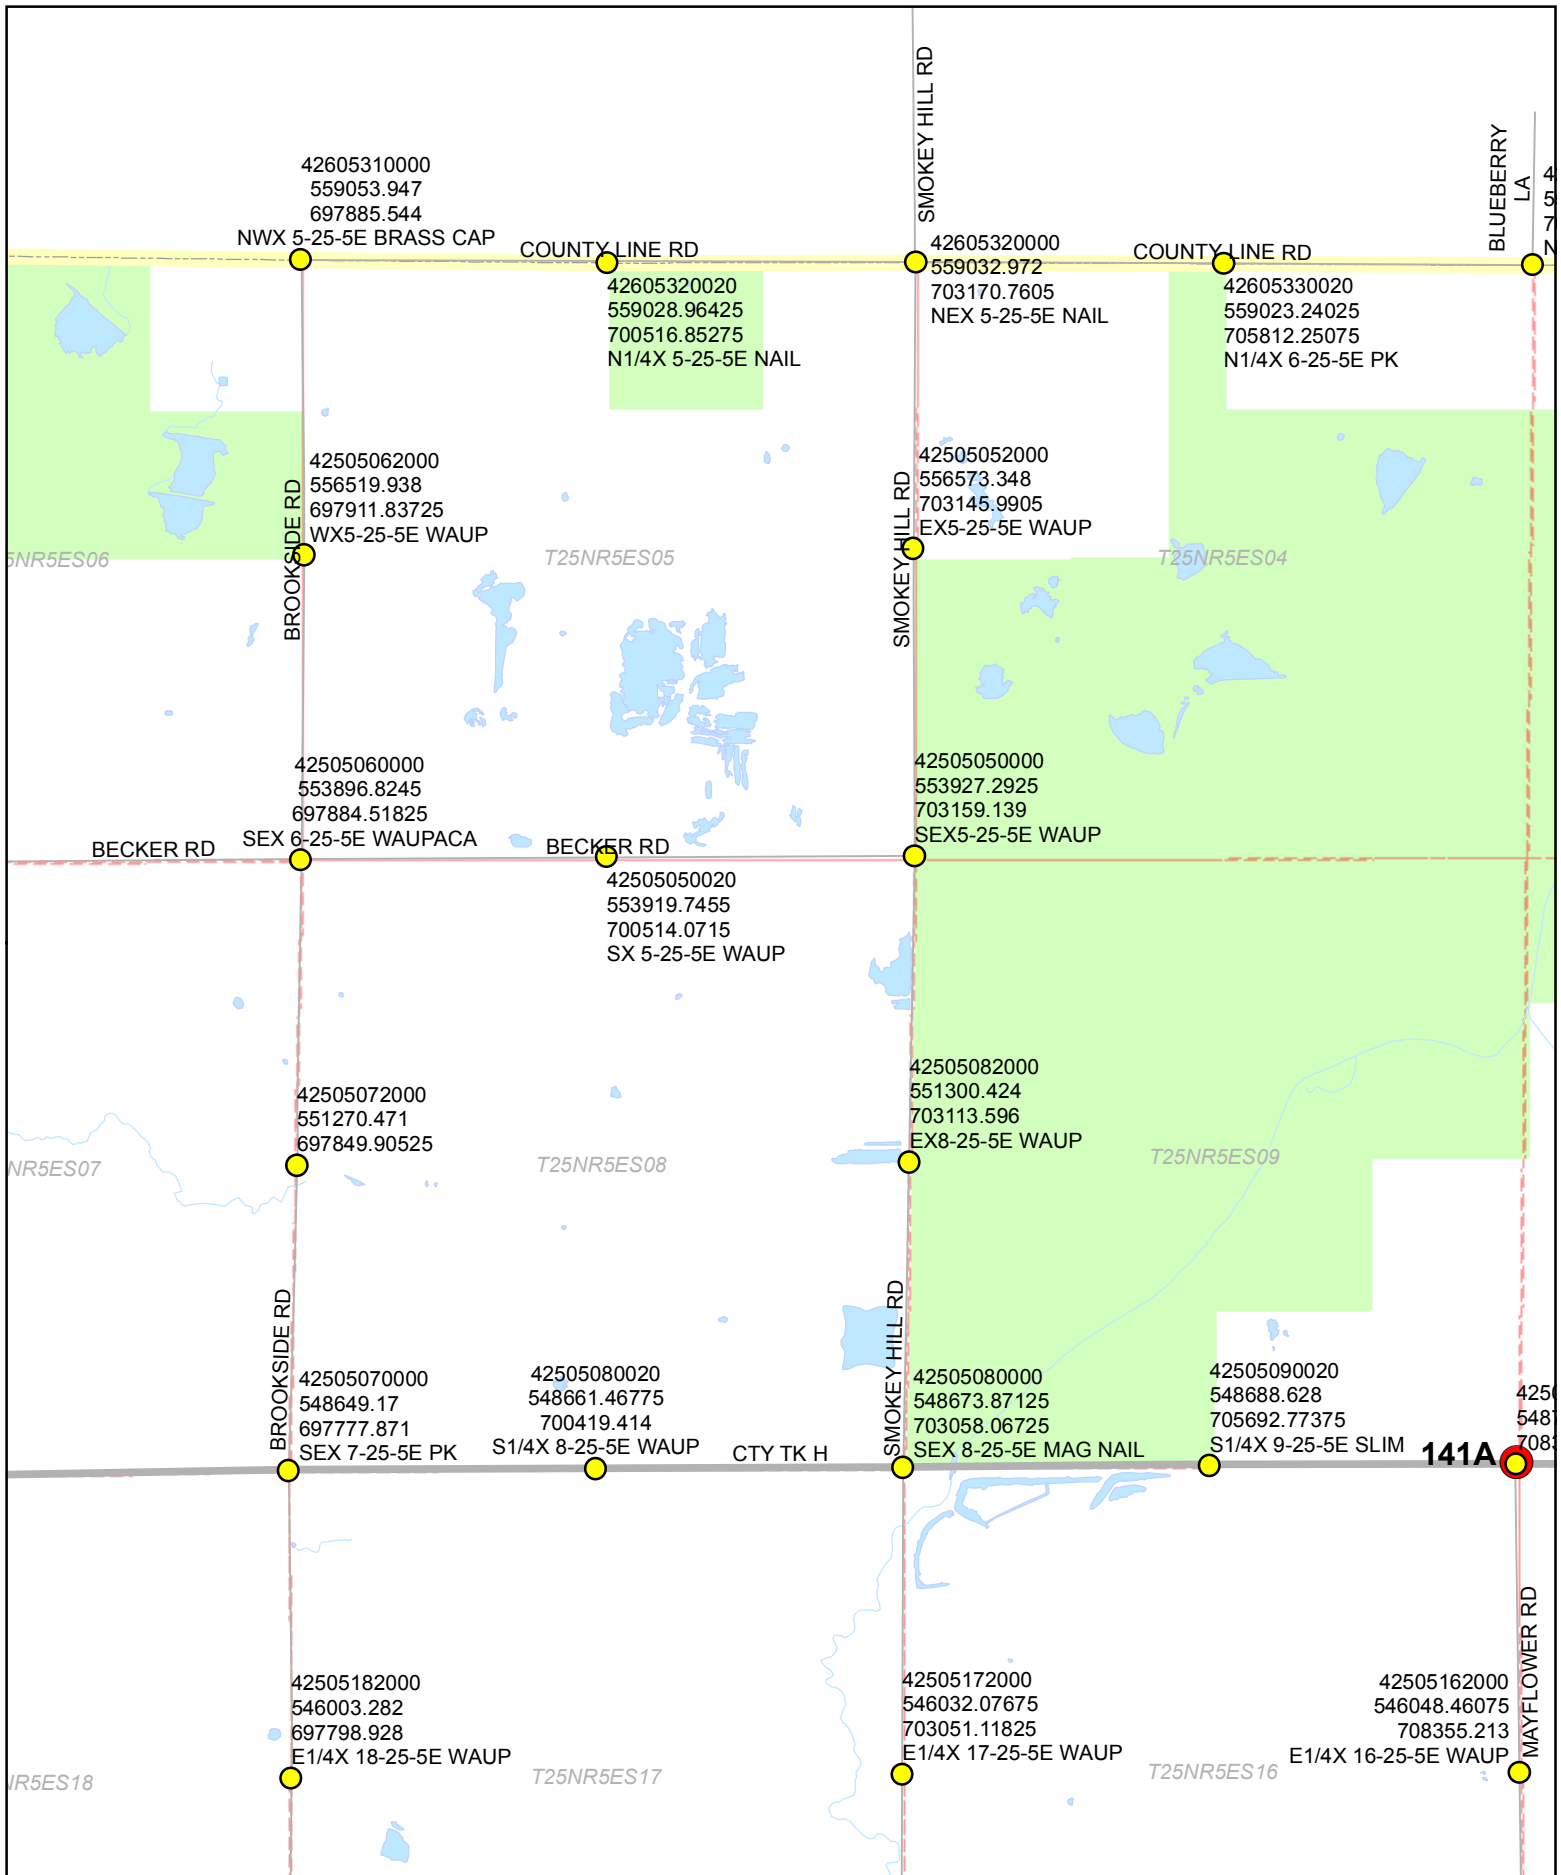 SMOKEY HILL RD
BLUEBERRY
LA
42605310000
559053.947
697885.544
NWX 5-25-5E BRASS CAP
COUNTY LINE RD
42605320020
559028.96425
700516.85275
N1/4X 5-25-5E NAIL
42605320000
559032.972
703170.7605
NEX 5-25-5E NAIL
COUNTY LINE RD
42605330020
559023.24025
705812.25075
N1/4X 6-25-5E PK
42505062000
556519.938
697911.83725
WX5-25-5E WAUP
BROOKSIDE RD
42505052000
556573.348
703145.9905
EX5-25-5E WAUP
SMOKEY HILL RD
5NR5ES06
T25NR5ES05
T25NR5ES04
42505060000
553896.8245
697884.51825
SEX 6-25-5E WAUPACA
42505050000
553927.2925
703159.139
SEX5-25-5E WAUP
BECKER RD
BECKER RD
42505050020
553919.7455
700514.0715
SX 5-25-5E WAUP
42505072000
551270.471
697849.90525
42505082000
551300.424
703113.596
EX8-25-5E WAUP
NR5ES07
T25NR5ES08
T25NR5ES09
BROOKSIDE RD
SMOKEY HILL RD
42505070000
548649.17
697777.871
SEX 7-25-5E PK
42505080020
548661.46775
700419.414
S1/4X 8-25-5E WAUP
CTY TK H
42505080000
548673.87125
703058.06725
SEX 8-25-5E MAG NAIL
42505090020
548688.628
705692.77375
S1/4X 9-25-5E SLIM
141A
4250
5487
7083
42505182000
546003.282
697798.928
E1/4X 18-25-5E WAUP
42505172000
546032.07675
703051.11825
E1/4X 17-25-5E WAUP
42505162000
546048.46075
708355.213
E1/4X 16-25-5E WAUP
MAYFLOWER RD
R5ES18
T25NR5ES17
T25NR5ES16